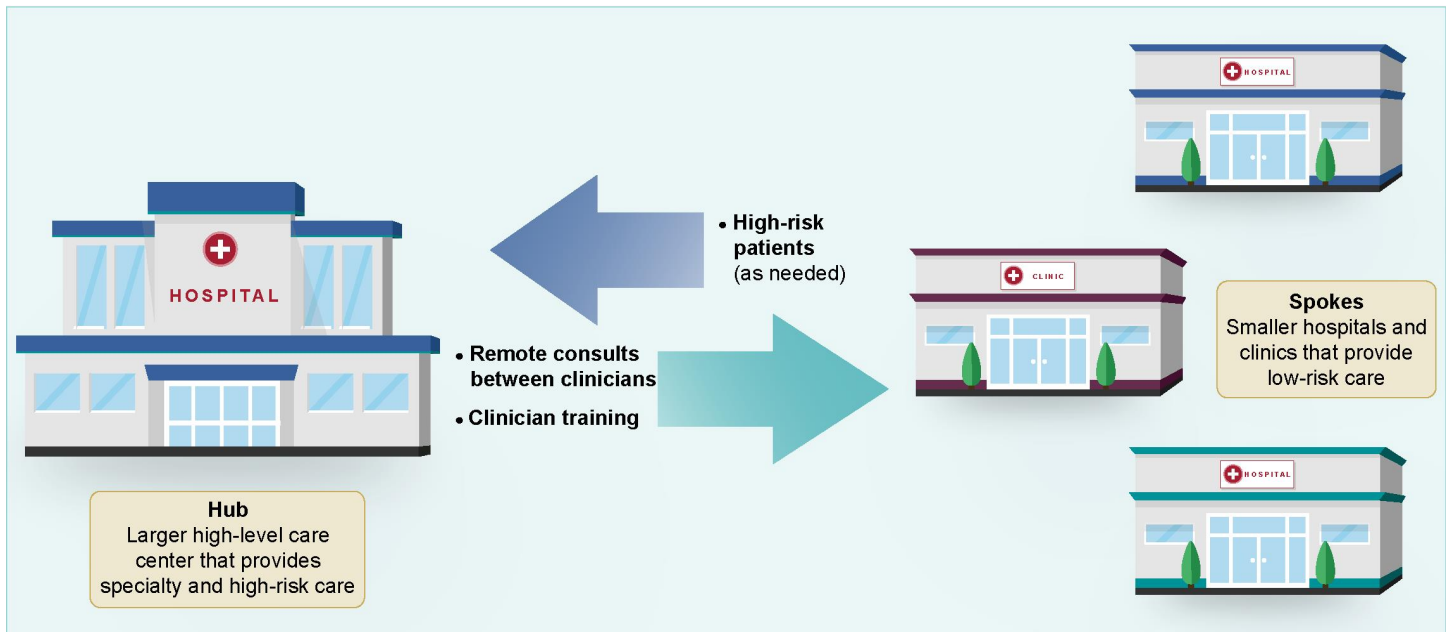 HOSPITAL
• High-risk
patients
(as needed)
HOSPITAL
CLINIC
Spokes
Smaller hospitals and
clinics that provide
low-risk care
• Remote consults
between clinicians
• Clinician training
HOSPITAL
Hub
Larger high-level care
center that provides
specialty and high-risk care